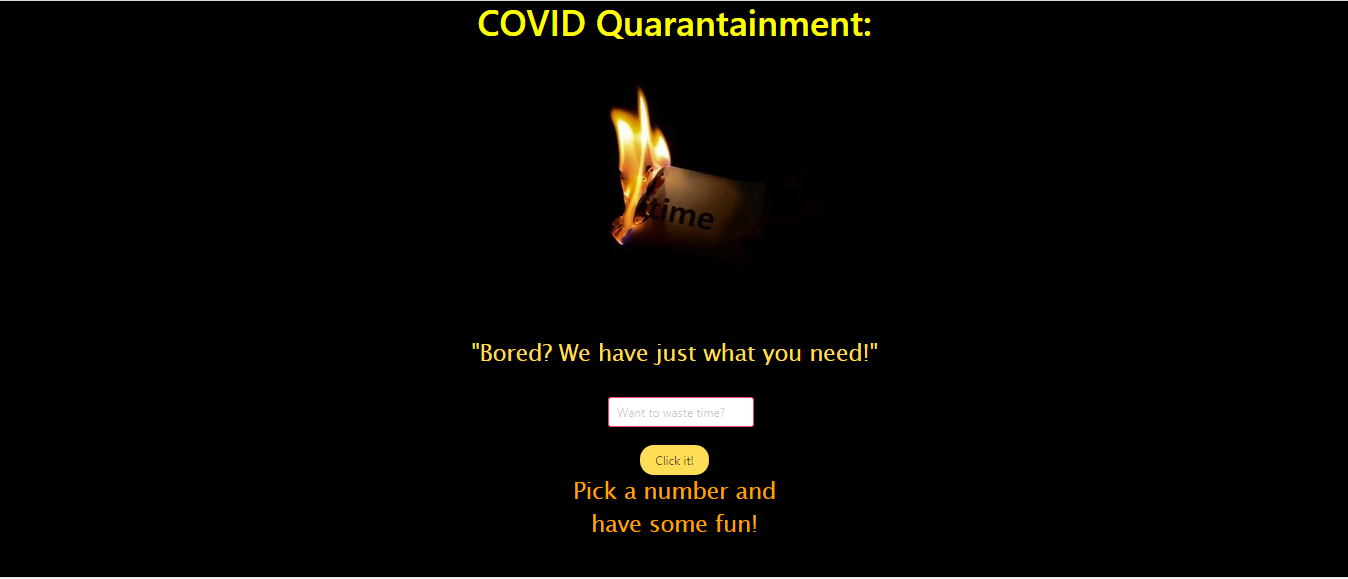 COVID Quarantainment:
time
"Bored? We have just what you need!"
Want to waste time?
Click it!
Pick a number and
have some fun!